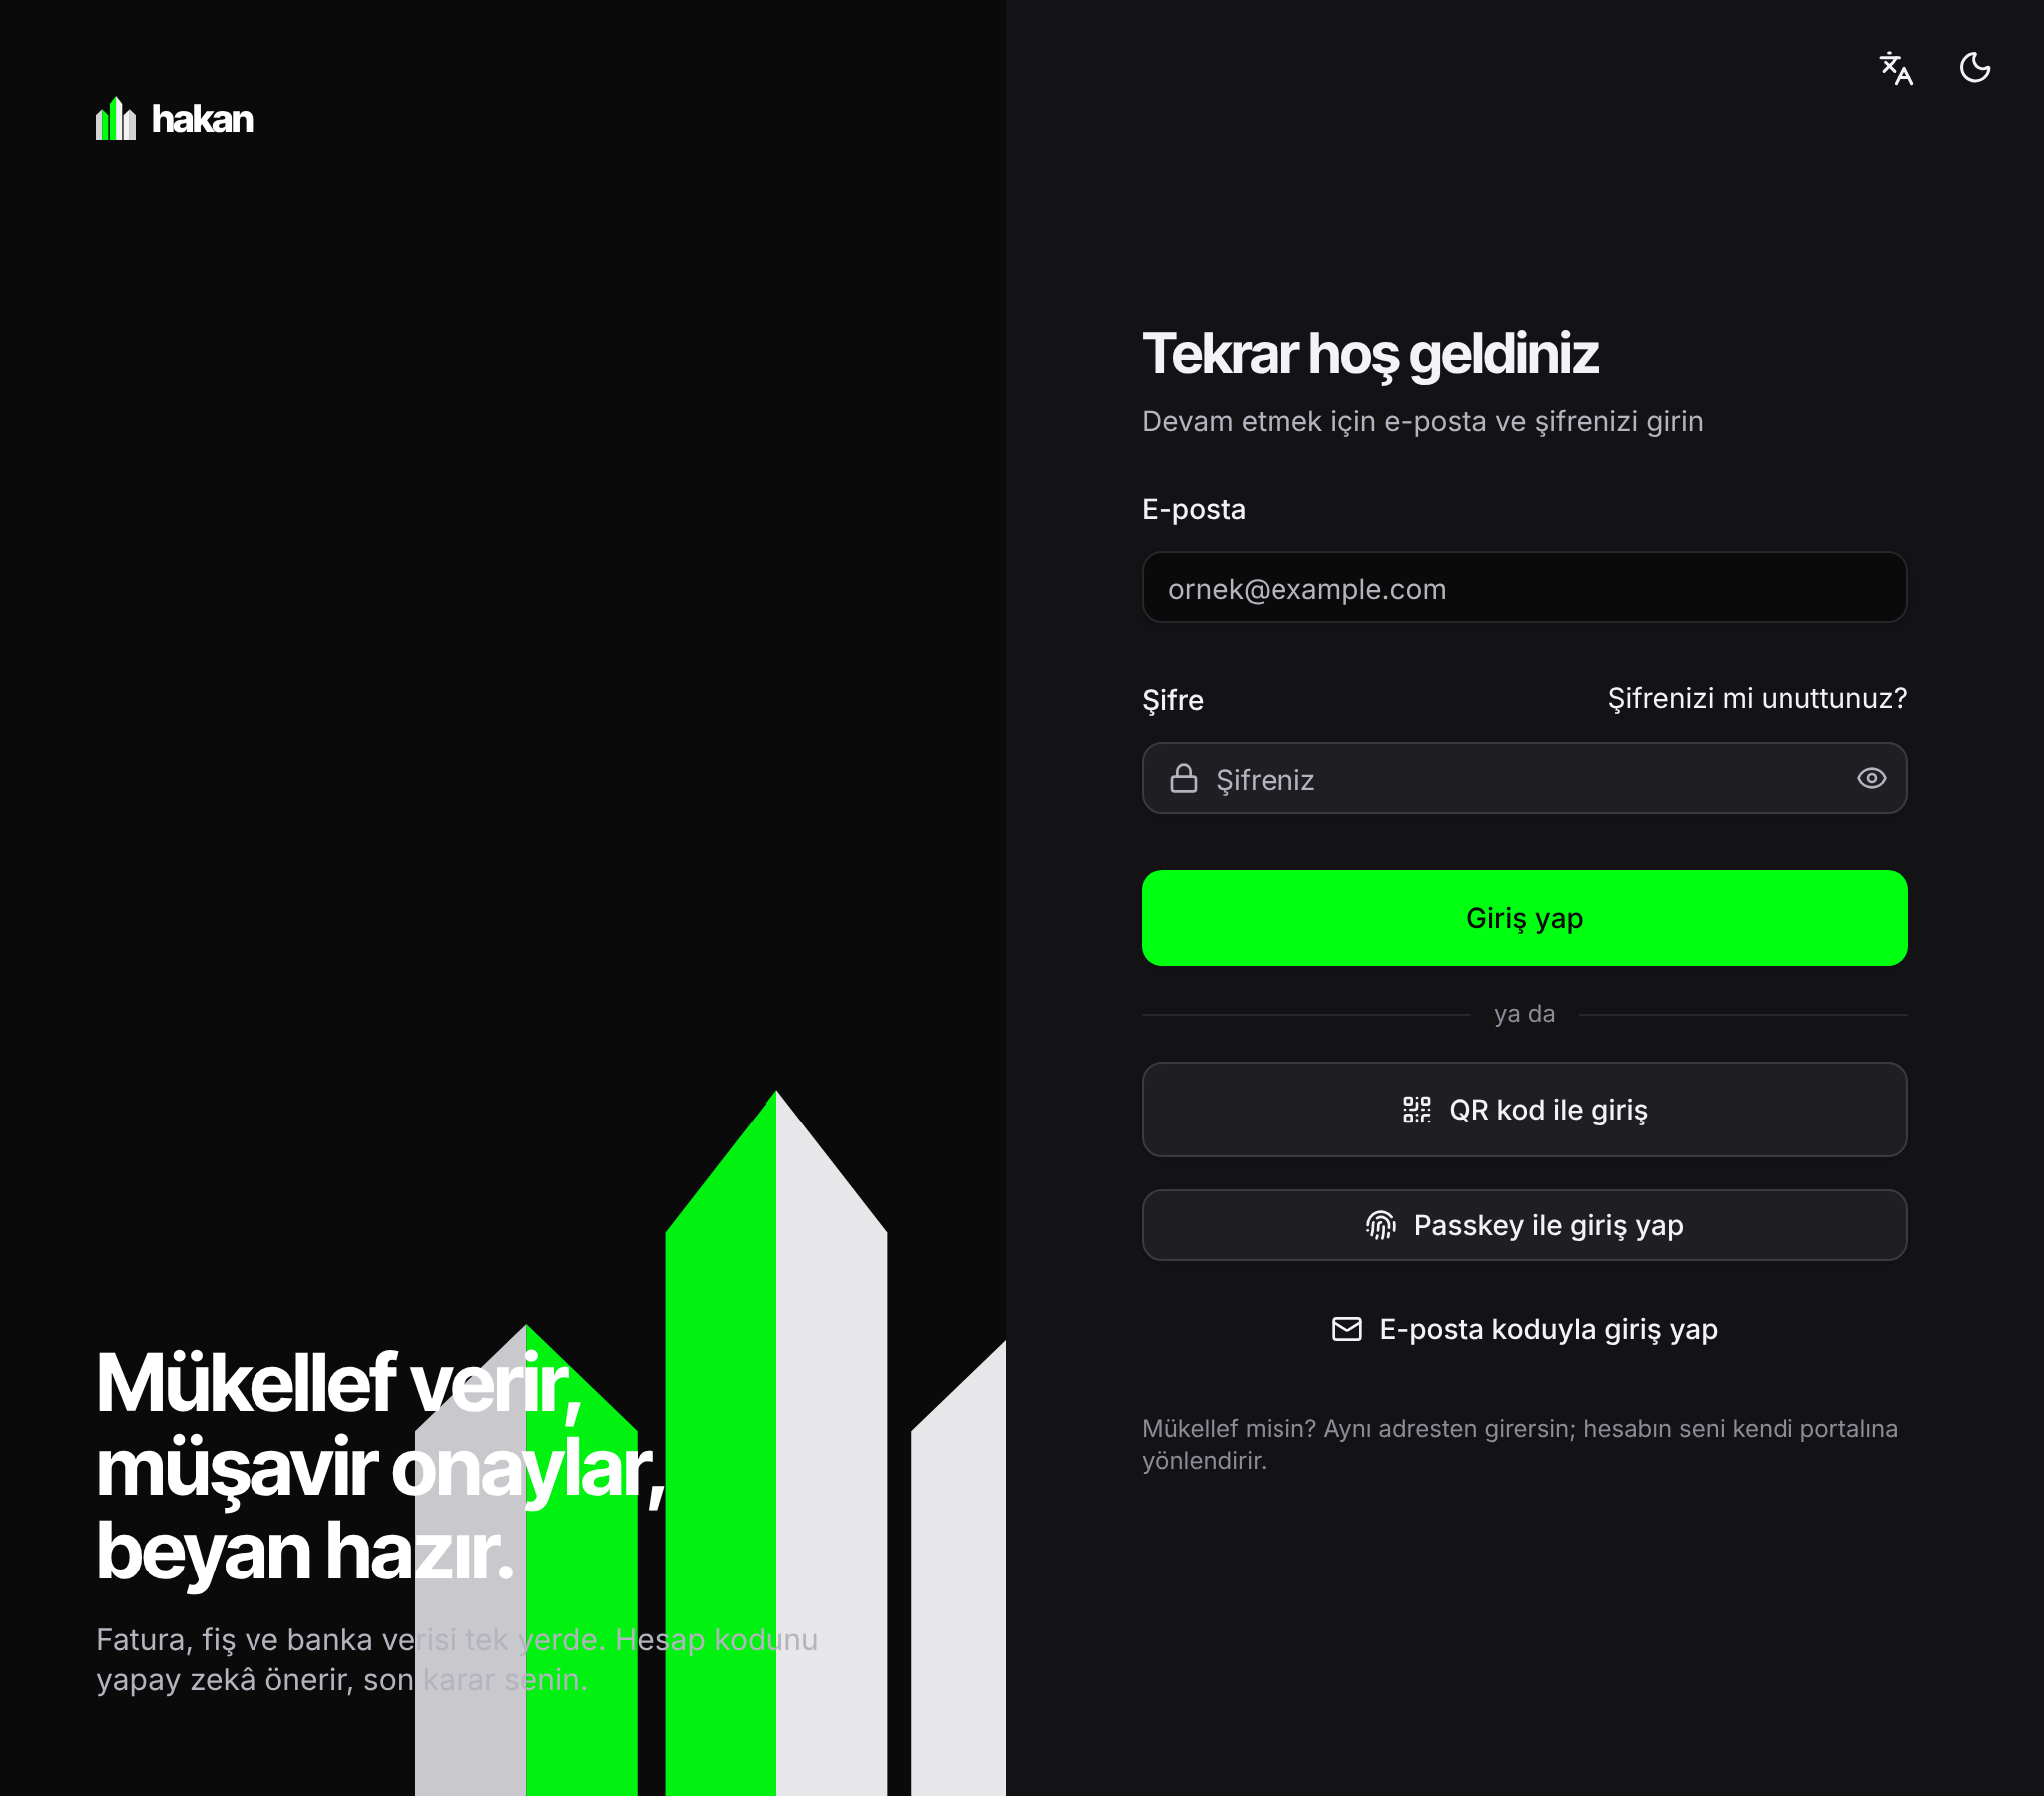 hakan
Mükellef verir,
müşavir onaylar,
beyan hazır.
Fatura, fiş ve banka verisi tek yerde. Hesap kodunu
yapay zekâ önerir, son karar senin.
Tekrar hoş geldiniz
Devam etmek için e-posta ve şifrenizi girin
E-posta
ornek@example.com
Şifre
Şifrenizi mi unuttunuz?
Şifreniz
Giriş yap
ya da
QR kod ile giriş
Passkey ile giriş yap
E-posta koduyla giriş yap
Mükellef misin? Aynı adresten girersin; hesabın seni kendi portalına
yönlendirir.